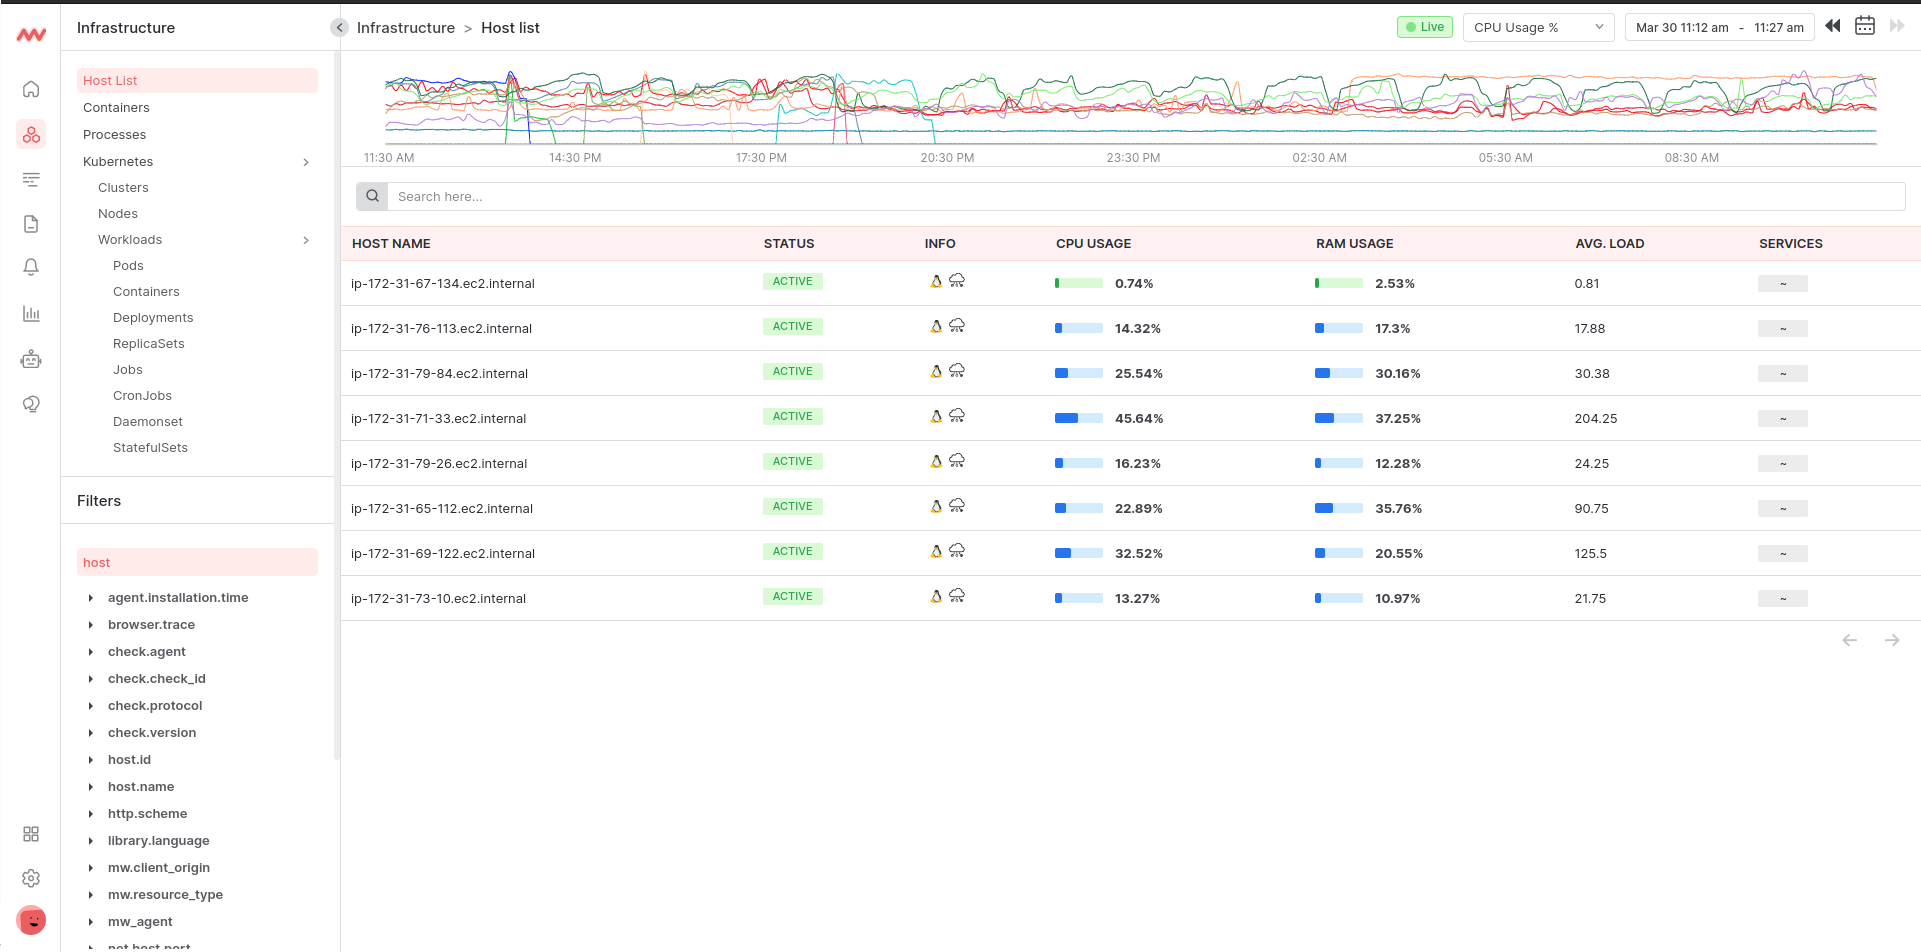 Infrastructure
Host List
Containers
Processes
Kubernetes
Clusters
Nodes
Workloads
Pods
Containers
Deployments
ReplicaSets
Jobs
CronJobs
Daemonset
StatefulSets
Filters
host
agent.installation.time
browser.trace
check.agent
check.check_id
check.protocol
check.version
host.id
host.name
http.scheme
library.language
mw.client_origin
mw.resource_type
mw_agent
net.host.port
Infrastructure > Host list
Live
CPU Usage %
Mar 30 11:12 am - 11:27 am
11:30 AM 14:30 PM 17:30 PM 20:30 PM 23:30 PM 02:30 AM 05:30 AM 08:30 AM
Search here...
HOST NAME STATUS INFO CPU USAGE RAM USAGE AVG. LOAD SERVICES
ip-172-31-67-134.ec2.internal ACTIVE 0.74% 2.53% 0.81 ~
ip-172-31-76-113.ec2.internal ACTIVE 14.32% 17.3% 17.88 ~
ip-172-31-79-84.ec2.internal ACTIVE 25.54% 30.16% 30.38 ~
ip-172-31-71-33.ec2.internal ACTIVE 45.64% 37.25% 204.25 ~
ip-172-31-79-26.ec2.internal ACTIVE 16.23% 12.28% 24.25 ~
ip-172-31-65-112.ec2.internal ACTIVE 22.89% 35.76% 90.75 ~
ip-172-31-69-122.ec2.internal ACTIVE 32.52% 20.55% 125.5 ~
ip-172-31-73-10.ec2.internal ACTIVE 13.27% 10.97% 21.75 ~